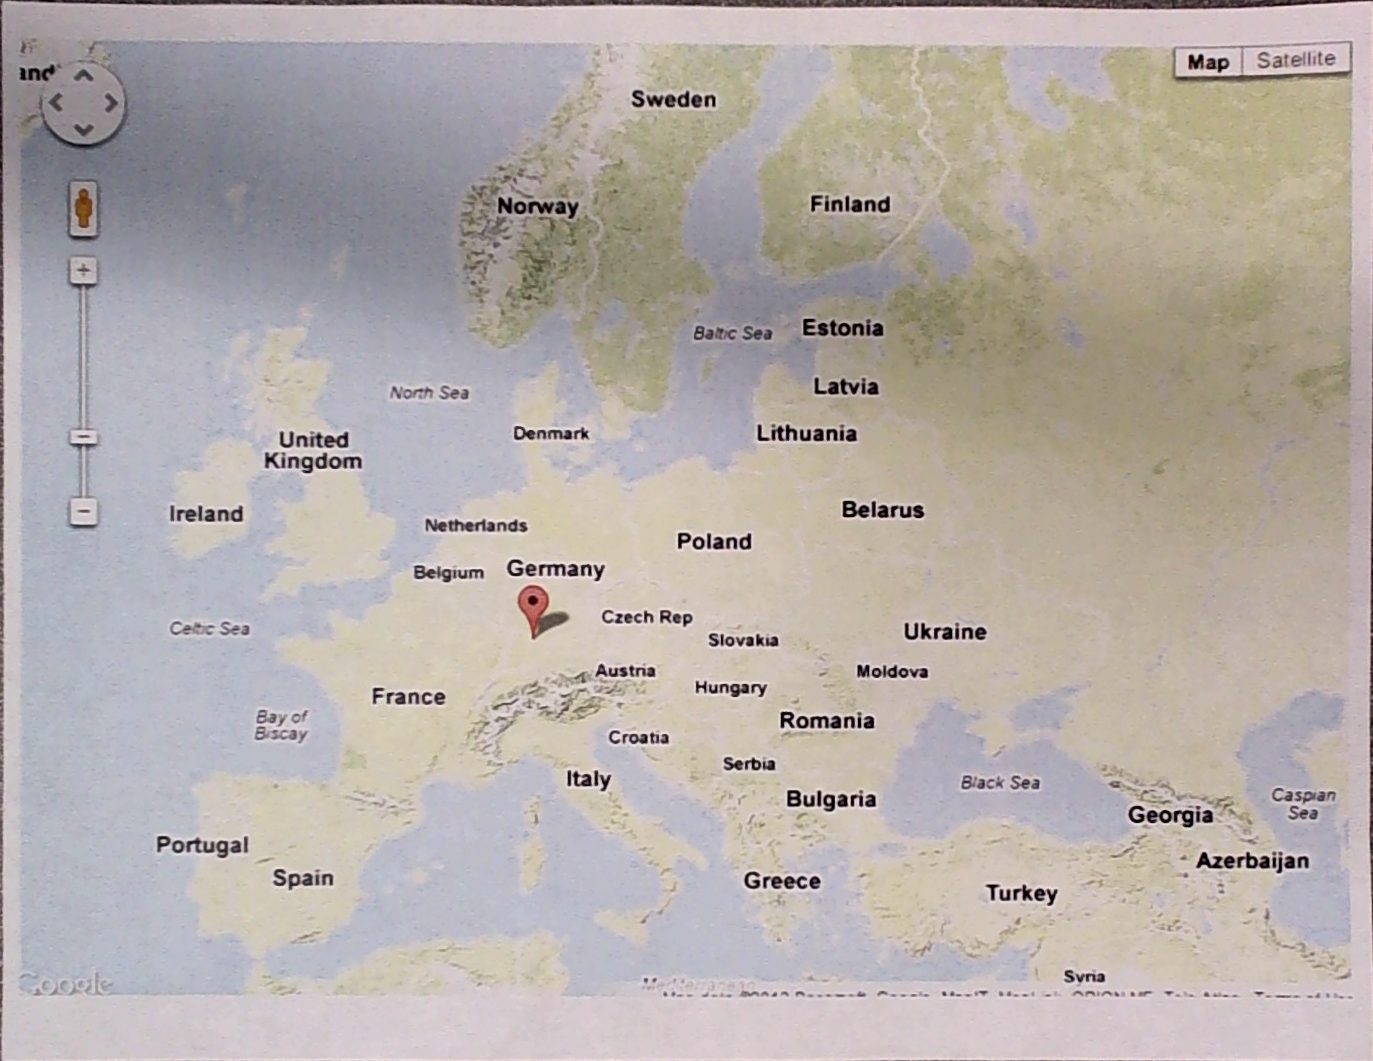 and
Map Satellite
Sweden
Norway
Finland
Baltic Sea
Estonia
Latvia
North Sea
Denmark
Lithuania
United
Kingdom
Ireland
Belarus
Netherlands
Poland
Belgium
Germany
Czech Rep
Celtic Sea
Slovakia
Ukraine
Austria
Moldova
France
Hungary
Bay of
Biscay
Romania
Croatia
Serbia
Italy
Black Sea
Bulgaria
Caspian
Sea
Georgia
Portugal
Azerbaijan
Spain
Greece
Turkey
Syria
Google
Mediterranean